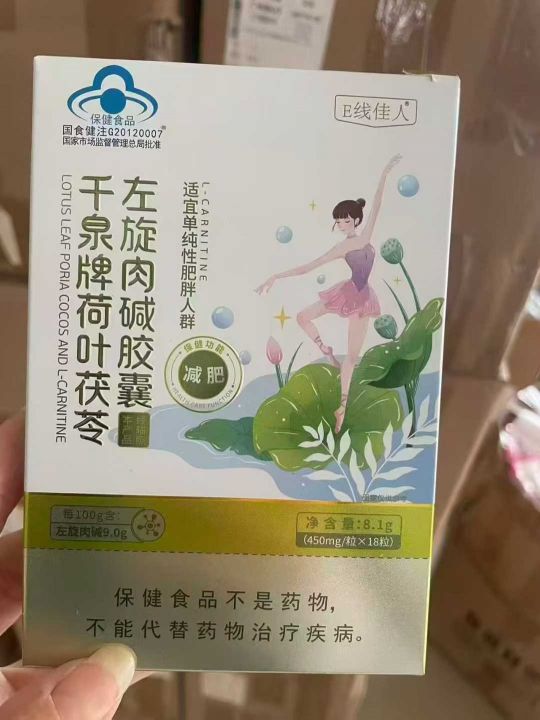 保健食品
国食健注G20120007
国家市场监督管理总局批准
E线佳人®
千泉牌荷叶茯苓
左旋肉碱胶囊
LOTUS LEAF PORIA COCOS AND L-CARNITINE
L-CARNITINE
适宜单纯性肥胖人群
保健功能
减肥
HEALTH CARE FUNCTION
每100g含:
左旋肉碱9.0g
净含量:8.1g
(450mg/粒×18粒)
保健食品不是药物,
不能代替药物治疗疾病。